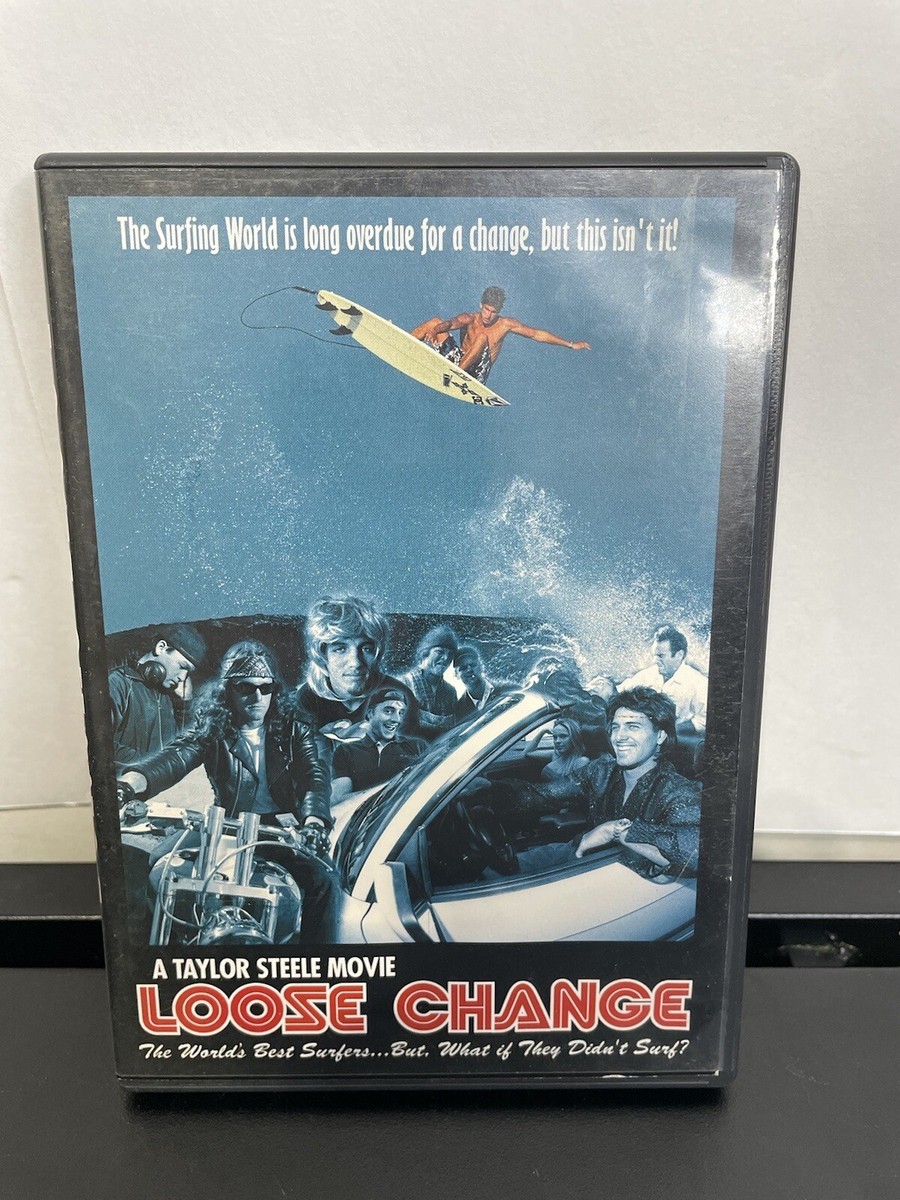 The Surfing World is long overdue for a change, but this isn't it!
A TAYLOR STEELE MOVIE
LOOSE CHANGE
The World's Best Surfers...But, What if They Didn't Surf?